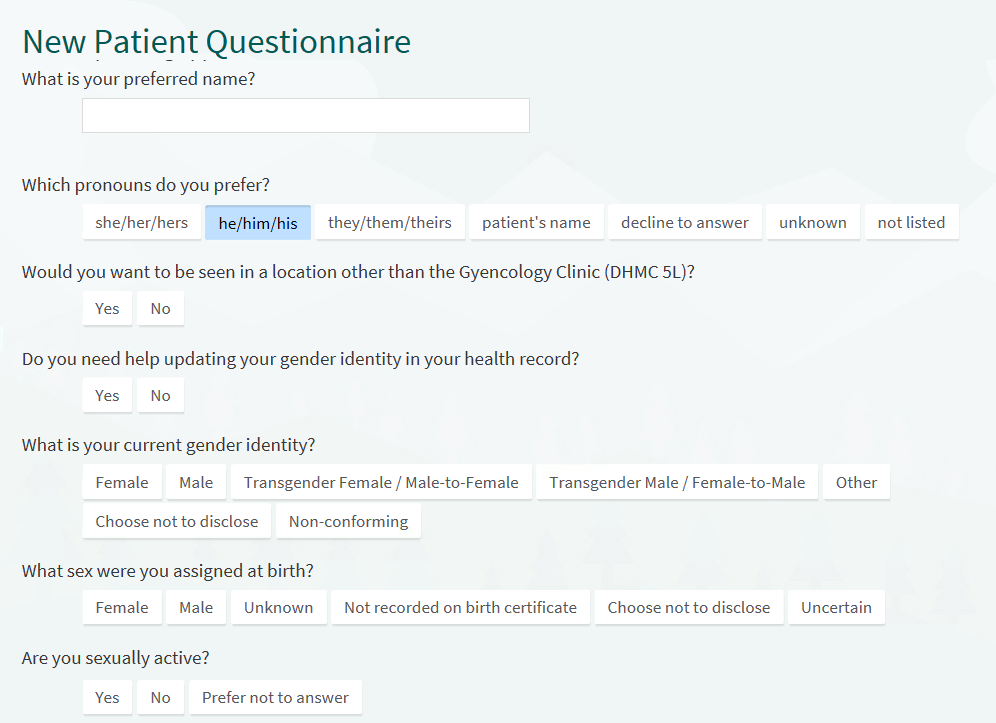 New Patient Questionnaire
What is your preferred name?
Which pronouns do you prefer?
she/her/hers he/him/his they/them/theirs patient's name decline to answer unknown not listed
Would you want to be seen in a location other than the Gyencology Clinic (DHMC 5L)?
Yes No
Do you need help updating your gender identity in your health record?
Yes No
What is your current gender identity?
Female Male Transgender Female / Male-to-Female Transgender Male / Female-to-Male Other
Choose not to disclose Non-conforming
What sex were you assigned at birth?
Female Male Unknown Not recorded on birth certificate Choose not to disclose Uncertain
Are you sexually active?
Yes No Prefer not to answer